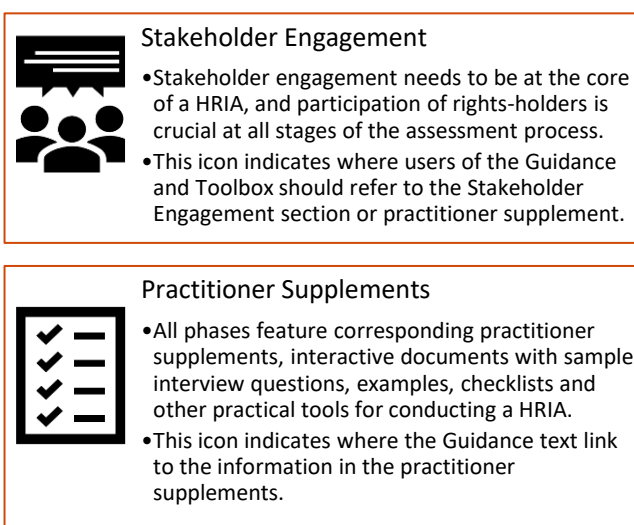 Stakeholder Engagement
•Stakeholder engagement needs to be at the core
of a HRIA, and participation of rights-holders is
crucial at all stages of the assessment process.
•This icon indicates where users of the Guidance
and Toolbox should refer to the Stakeholder
Engagement section or practitioner supplement.
Practitioner Supplements
•All phases feature corresponding practitioner
supplements, interactive documents with sample
interview questions, examples, checklists and
other practical tools for conducting a HRIA.
•This icon indicates where the Guidance text link
to the information in the practitioner
supplements.